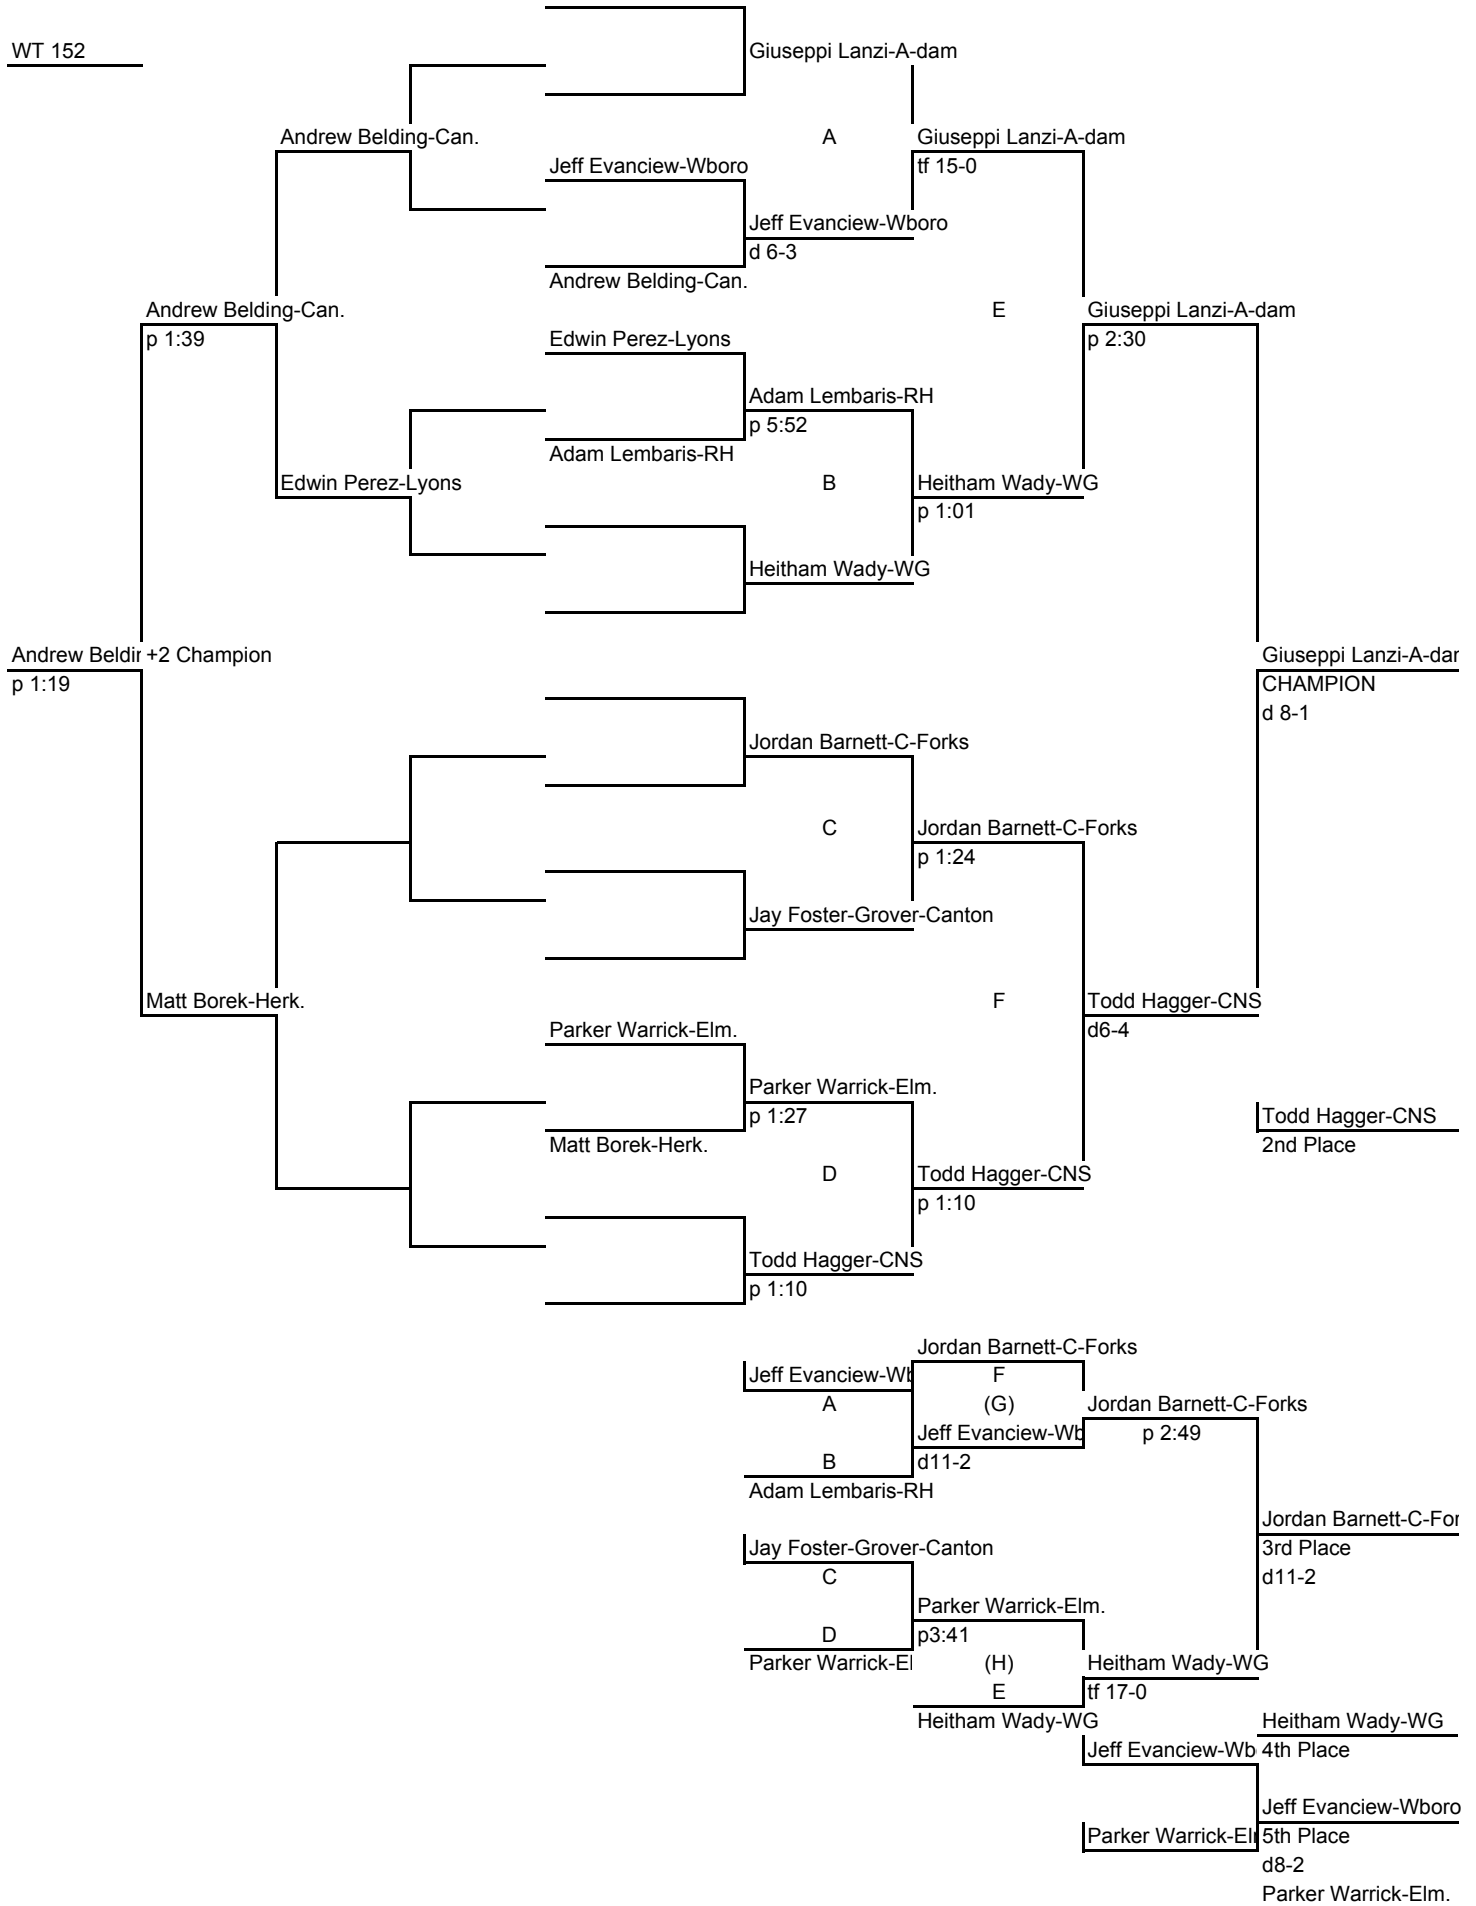 WT 152
Giuseppi Lanzi-A-dam
Andrew Belding-Can.
A
Giuseppi Lanzi-A-dam
Jeff Evanciew-Wboro
tf 15-0
Jeff Evanciew-Wboro
d 6-3
Andrew Belding-Can.
Andrew Belding-Can.
E
Giuseppi Lanzi-A-dam
p 1:39
Edwin Perez-Lyons
p 2:30
Adam Lembaris-RH
p 5:52
Adam Lembaris-RH
Edwin Perez-Lyons
B
Heitham Wady-WG
p 1:01
Heitham Wady-WG
Andrew Beldir
+2 Champion
Giuseppi Lanzi-A-dar
p 1:19
CHAMPION
d 8-1
Jordan Barnett-C-Forks
C
Jordan Barnett-C-Forks
p 1:24
Jay Foster-Grover-Canton
Matt Borek-Herk.
F
Todd Hagger-CNS
Parker Warrick-Elm.
d6-4
Parker Warrick-Elm.
p 1:27
Todd Hagger-CNS
Matt Borek-Herk.
2nd Place
D
Todd Hagger-CNS
p 1:10
Todd Hagger-CNS
p 1:10
Jordan Barnett-C-Forks
Jeff Evanciew-Wb
F
A
(G)
Jordan Barnett-C-Forks
Jeff Evanciew-Wb
p 2:49
B
d11-2
Adam Lembaris-RH
Jordan Barnett-C-For
Jay Foster-Grover-Canton
3rd Place
C
d11-2
Parker Warrick-Elm.
D
p3:41
Parker Warrick-El
(H)
Heitham Wady-WG
E
tf 17-0
Heitham Wady-WG
Heitham Wady-WG
Jeff Evanciew-Wb
4th Place
Jeff Evanciew-Wboro
Parker Warrick-El
5th Place
d8-2
Parker Warrick-Elm.